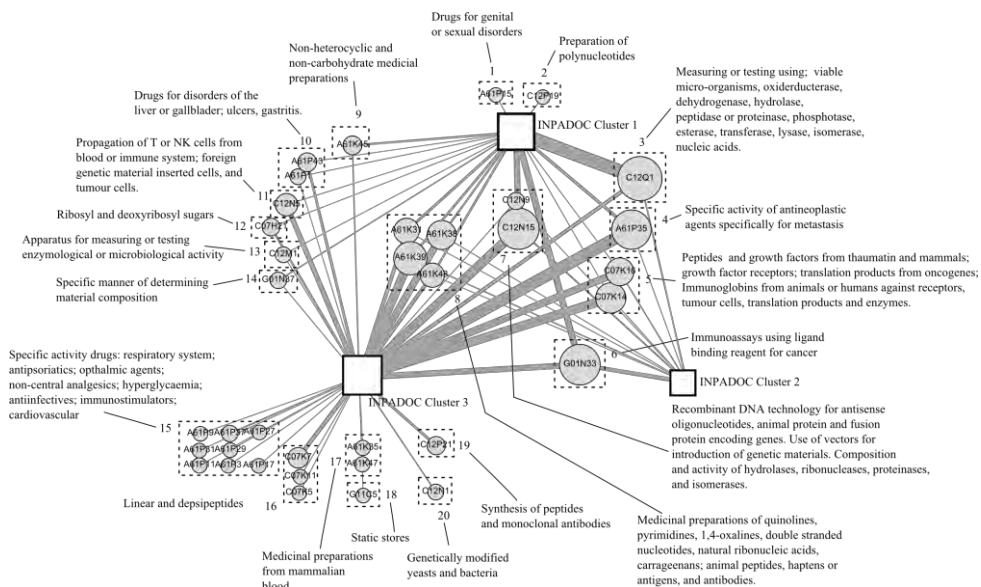 Drugs for genital
or sexual disorders
1
A61P15
Preparation of
polynucleotides
2
C12P19
INPADOC Cluster 1
Measuring or testing using; viable
micro-organisms, oxiderducterase,
dehydrogenase, hydrolase,
peptidase or proteinase, phosphotase,
esterase, transferase, lysase, isomerase,
nucleic acids.
3
C12Q1
Non-heterocyclic and
non-carbohydrate medicial
preparations
9
A61K45
Drugs for disorders of the
liver or gallblader; ulcers, gastritis.
10
A61P43
A61P1
Propagation of T or NK cells from
blood or immune system; foreign
genetic material inserted cells, and
tumour cells.
11
C12N5
Ribosyl and deoxyribosyl sugars
12
C07H21
Apparatus for measuring or testing
enzymological or microbiological activity
13
C12M1
Specific manner of determining
material composition
14
G01N37
A61K31
A61K38
A61K39
A61K48
8
C12N9
C12N15
7
A61P35
4
Specific activity of antineoplastic
agents specifically for metastasis
C07K16
C07K14
5
Peptides and growth factors from thaumatin and mammals;
growth factor receptors; translation products from oncogenes;
Immunoglobins from animals or humans against receptors,
tumour cells, translation products and enzymes.
G01N33
6
Immunoassays using ligand
binding reagent for cancer
INPADOC Cluster 2
INPADOC Cluster 3
Specific activity drugs: respiratory system;
antipsoriatics; opthalmic agents;
non-central analgesics; hyperglycaemia;
antiinfectives; immunostimulators;
cardiovascular
15
A61P9
A61P37
A61P27
A61P31
A61P29
A61P11
A61P3
A61P17
Linear and depsipeptides
16
C07K7
C07K11
C07K5
17
A61K35
A61K47
Medicinal preparations
from mammalian
blood
G11C5
18
Static stores
C12P21
19
Synthesis of peptides
and monoclonal antibodies
C12N1
20
Genetically modified
yeasts and bacteria
Recombinant DNA technology for antisense
oligonucleotides, animal protein and fusion
protein encoding genes. Use of vectors for
introduction of genetic materials. Composition
and activity of hydrolases, ribonucleases, proteinases,
and isomerases.
Medicinal preparations of quinolines,
pyrimidines, 1,4-oxalines, double stranded
nucleotides, natural ribonucleic acids,
carrageenans; animal peptides, haptens or
antigens, and antibodies.